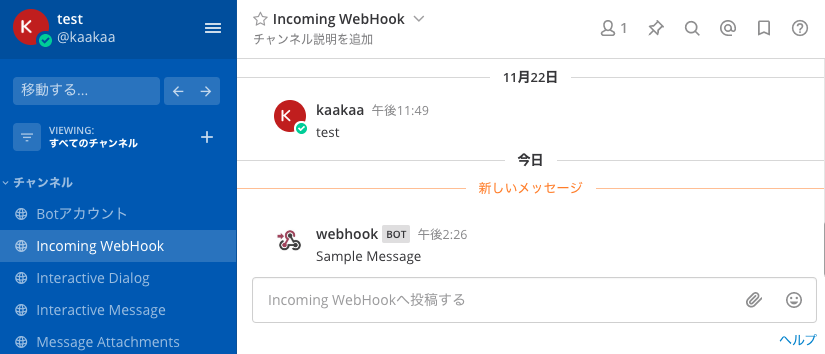 K
test
@kaakaa
移動する...
VIEWING:
すべてのチャンネル
チャンネル
Botアカウント
Incoming WebHook
Interactive Dialog
Interactive Message
Message Attachments
Incoming WebHook
チャンネル説明を追加
1
11月22日
K
kaakaa 午後11:49
test
今日
新しいメッセージ
webhook BOT 午後2:26
Sample Message
Incoming WebHookへ投稿する
ヘルプ